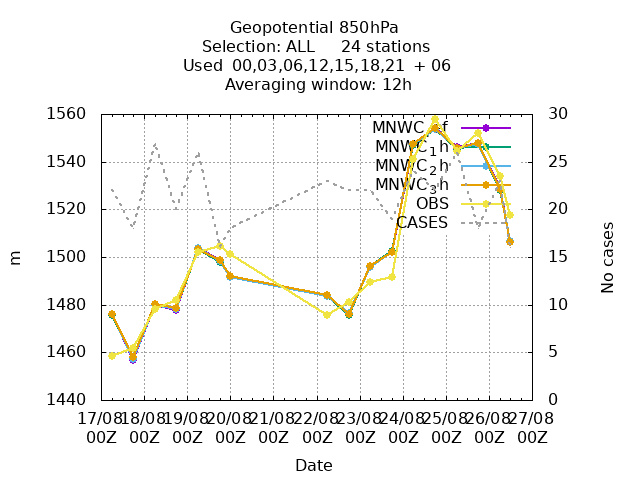 Geopotential 850hPa
Selection: ALL 24 stations
Used 00,03,06,12,15,18,21 + 06
Averaging window: 12h
1560
1540
1520
1500
1480
1460
1440
m
30
25
20
15
10
5
0
No cases
MNWC f
MNWC_1h
MNWC_2h
MNWC_3h
OBS
CASES
17/08 18/08 19/08 20/08 21/08 22/08 23/08 24/08 25/08 26/08 27/08
00Z 00Z 00Z 00Z 00Z 00Z 00Z 00Z 00Z 00Z 00Z
Date